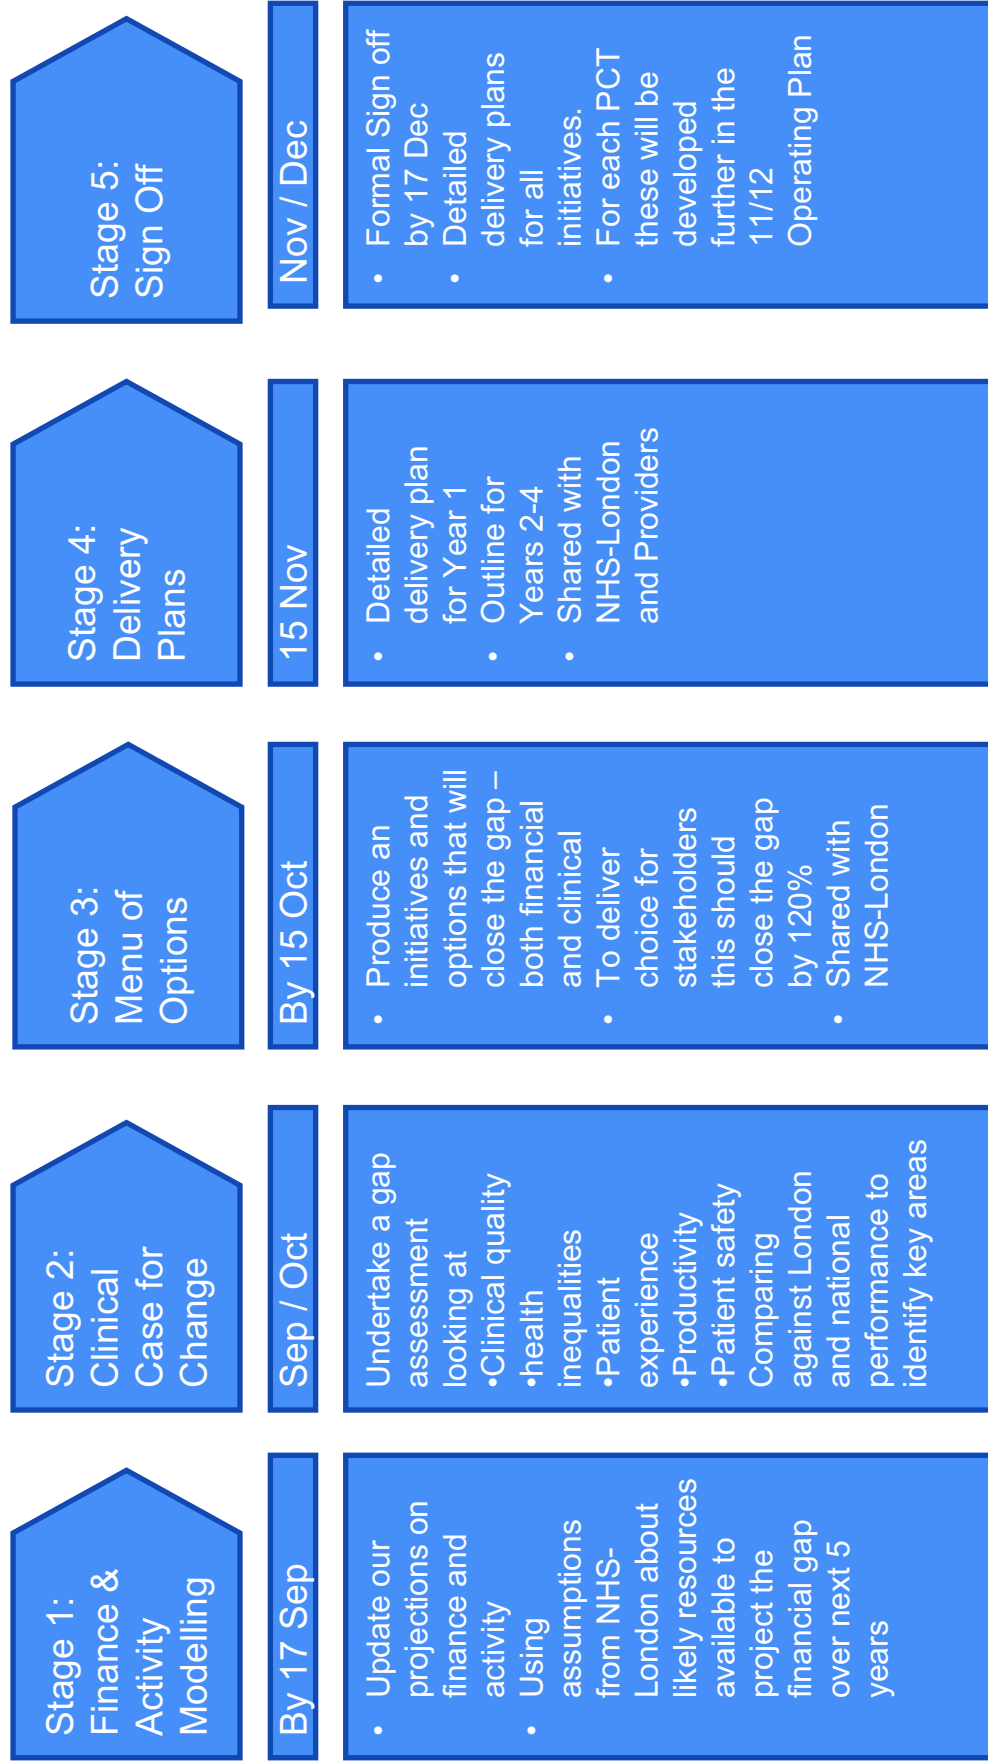 Stage 1:
Finance &
Activity
Modelling
By 17 Sep
• Update our
projections on
finance and
activity
• Using
assumptions
from NHS-
London about
likely resources
available to
project the
financial gap
over next 5
years
Stage 2:
Clinical
Case for
Change
Sep / Oct
Undertake a gap
assessment
looking at
•Clinical quality
•health
inequalities
•Patient
experience
•Productivity
•Patient safety
Comparing
against London
and national
performance to
identify key areas
Stage 3:
Menu of
Options
By 15 Oct
• Produce an
initiatives and
options that will
close the gap –
both financial
and clinical
• To deliver
choice for
stakeholders
this should
close the gap
by 120%
• Shared with
NHS-London
Stage 4:
Delivery
Plans
15 Nov
• Detailed
delivery plan
for Year 1
• Outline for
Years 2-4
• Shared with
NHS-London
and Providers
Stage 5:
Sign Off
Nov / Dec
• Formal Sign off
by 17 Dec
• Detailed
delivery plans
for all
initiatives.
• For each PCT
these will be
developed
further in the
11/12
Operating Plan